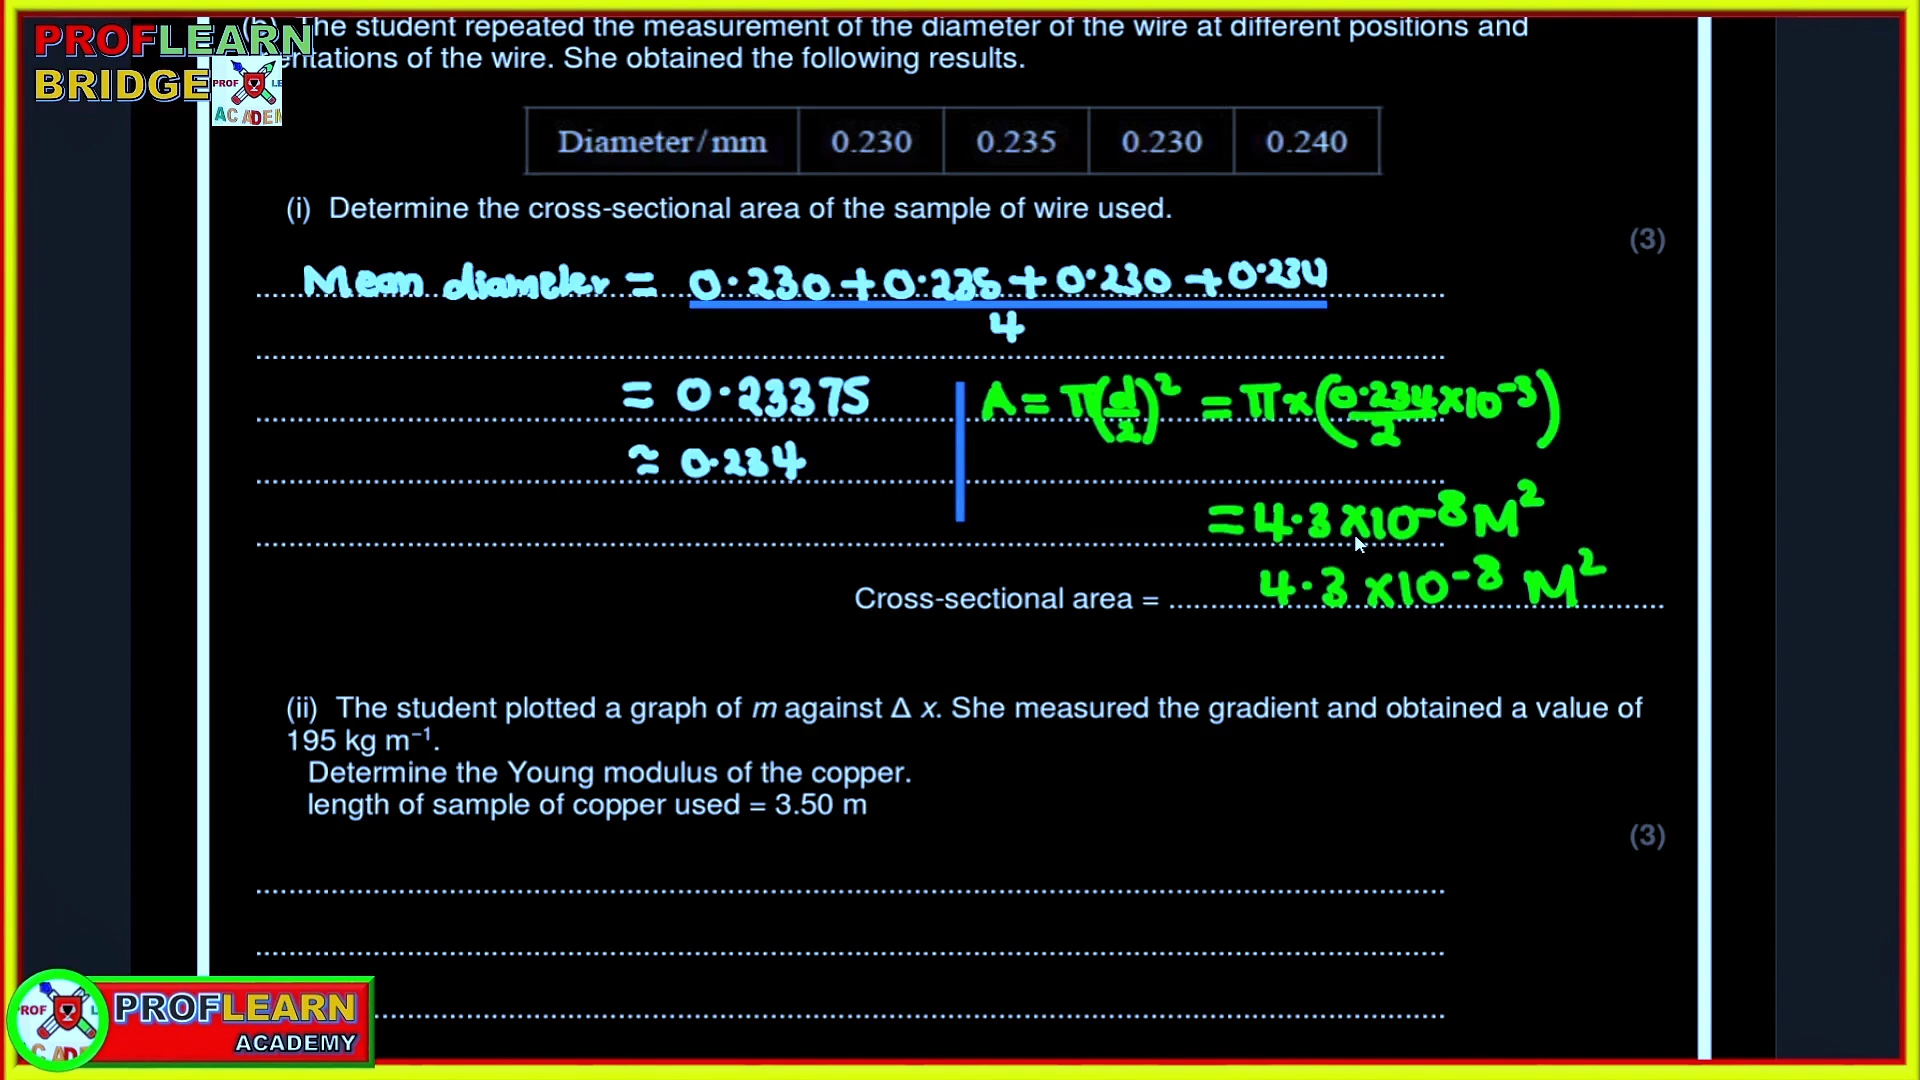 PROFLEARN
BRIDGE
PROF LE
ACADEM
(b) The student repeated the measurement of the diameter of the wire at different positions and
entations of the wire. She obtained the following results.
Diameter/mm 0.230 0.235 0.230 0.240
(i) Determine the cross-sectional area of the sample of wire used.
(3)
Mean diameter = 0.230 + 0.235 + 0.230 + 0.234
4
= 0.23375
≈ 0.234
A = π(d/2)² = π × (0.234 × 10⁻³ / 2)
= 4.3 × 10⁻⁸ M²
Cross-sectional area = 4.3 × 10⁻⁸ M²
(ii) The student plotted a graph of m against Δ x. She measured the gradient and obtained a value of
195 kg m⁻¹.
Determine the Young modulus of the copper.
length of sample of copper used = 3.50 m
(3)
PROFLEARN
ACADEMY